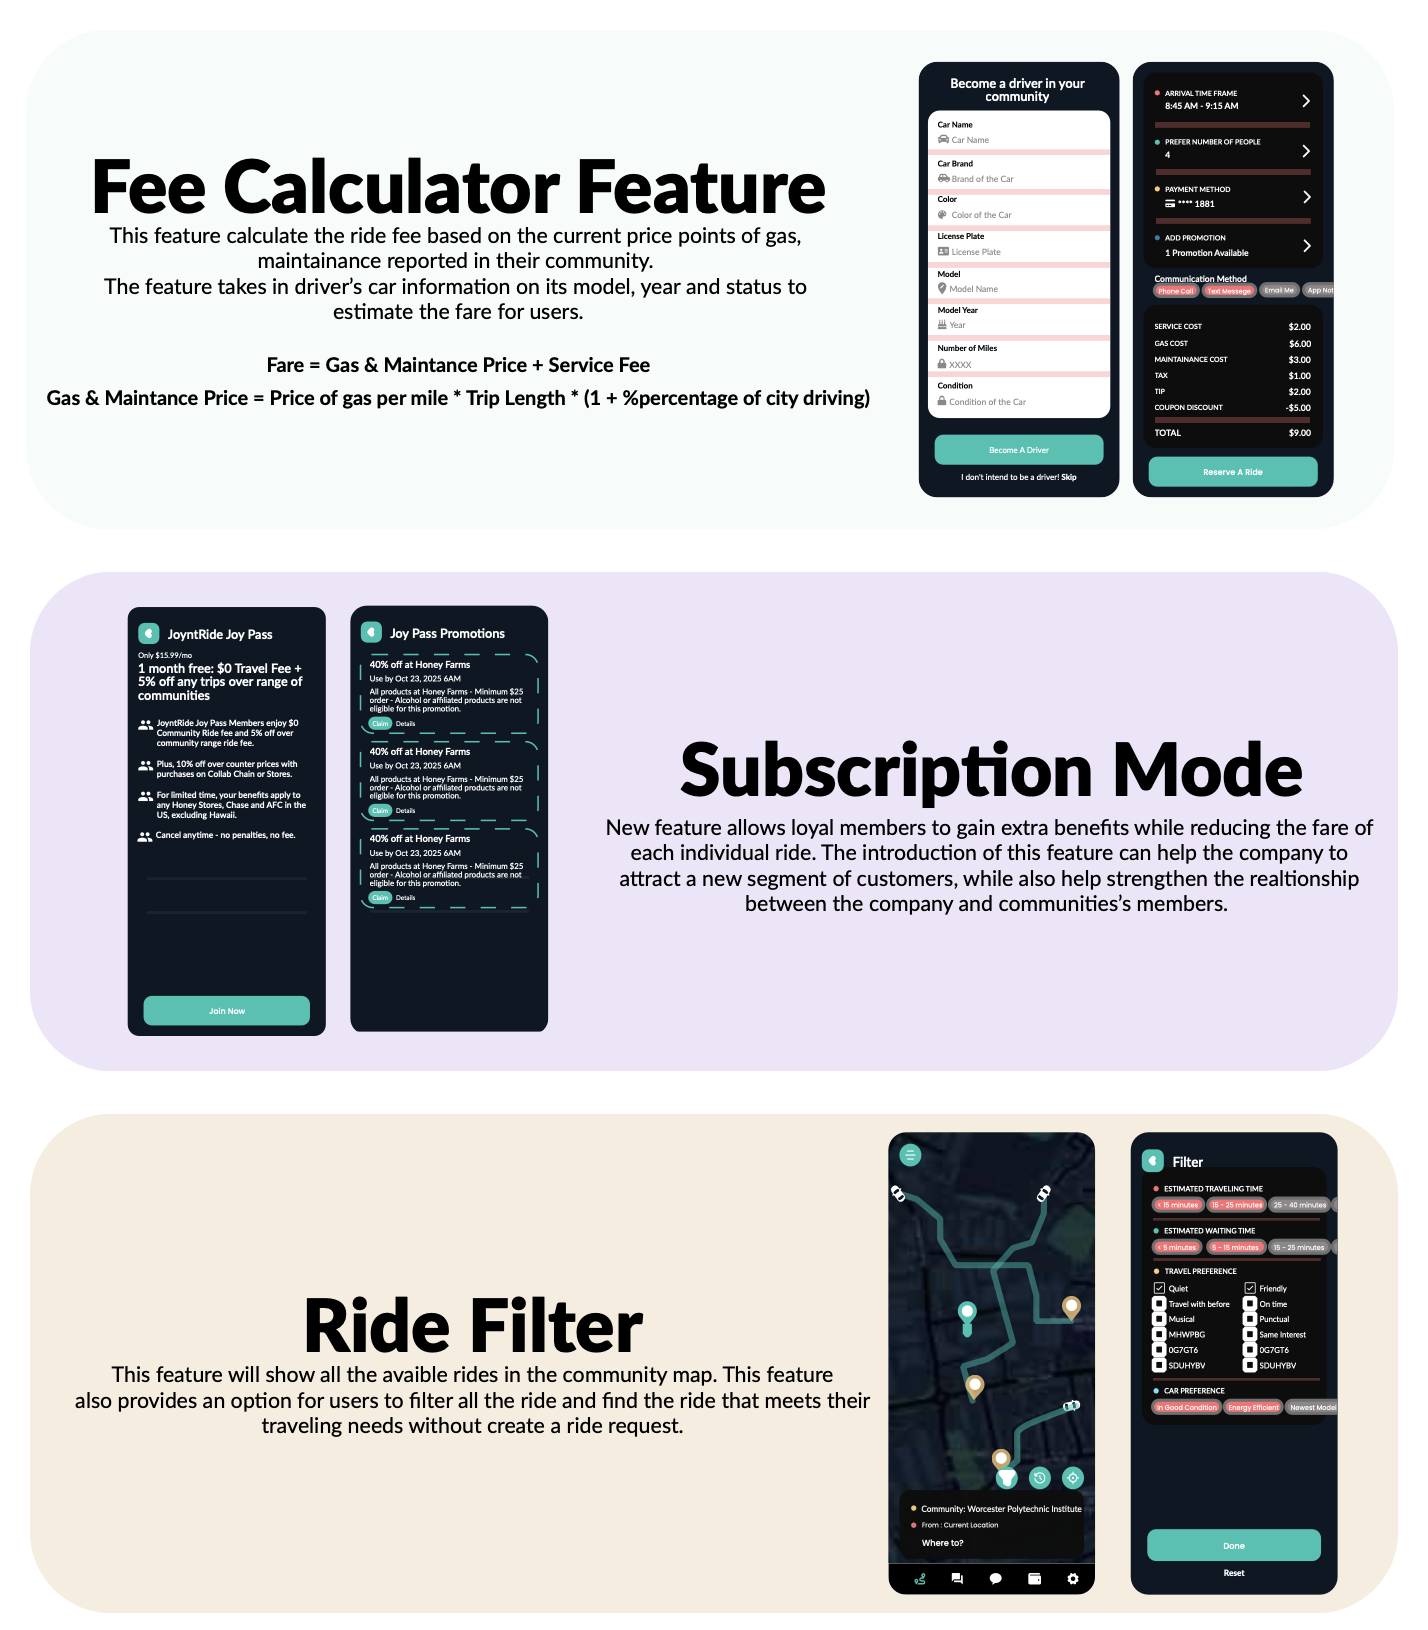 Fee Calculator Feature
This feature calculate the ride fee based on the current price points of gas,
maintainance reported in their community.
The feature takes in driver's car information on its model, year and status to
estimate the fare for users.
Fare = Gas & Maintance Price + Service Fee
Gas & Maintance Price = Price of gas per mile * Trip Length * (1 + %percentage of city driving)
Become a driver in your
community
Car Name
Car Name
Car Brand
Brand of the Car
Color
Color of the Car
License Plate
License Plate
Model
Model Name
Model Year
Year
Number of Miles
XXXX
Condition
Condition of the Car
Become A Driver
I don't intend to be a driver! Skip
ARRIVAL TIME FRAME
8:45 AM - 9:15 AM
PREFER NUMBER OF PEOPLE
4
PAYMENT METHOD
**** 1881
ADD PROMOTION
1 Promotion Available
Communication Method
Phone Call Text Messege Email Me App Not
SERVICE COST $2.00
GAS COST $6.00
MAINTAINANCE COST $3.00
TAX $1.00
TIP $2.00
COUPON DISCOUNT -$5.00
TOTAL $9.00
Reserve A Ride
JoyntRide Joy Pass
Only $15.99/mo
1 month free: $0 Travel Fee +
5% off any trips over range of
communities
JoyntRide Joy Pass Members enjoy $0
Community Ride fee and 5% off over
community range ride fee.
Plus, 10% off over counter prices with
purchases on Collab Chain or Stores.
For limited time, your benefits apply to
any Honey Stores, Chase and AFC in the
US, excluding Hawaii.
Cancel anytime - no penalties, no fee.
Join Now
Joy Pass Promotions
40% off at Honey Farms
Use by Oct 23, 2025 6AM
All products at Honey Farms - Minimum $25
order - Alcohol or affiliated products are not
eligible for this promotion.
Claim Details
40% off at Honey Farms
Use by Oct 23, 2025 6AM
All products at Honey Farms - Minimum $25
order - Alcohol or affiliated products are not
eligible for this promotion.
Claim Details
40% off at Honey Farms
Use by Oct 23, 2025 6AM
All products at Honey Farms - Minimum $25
order - Alcohol or affiliated products are not
eligible for this promotion.
Claim Details
Subscription Mode
New feature allows loyal members to gain extra benefits while reducing the fare of
each individual ride. The introduction of this feature can help the company to
attract a new segment of customers, while also help strengthen the realtionship
between the company and communities's members.
Ride Filter
This feature will show all the avaible rides in the community map. This feature
also provides an option for users to filter all the ride and find the ride that meets their
traveling needs without create a ride request.
Community: Worcester Polytechnic Institute
From : Current Location
Where to?
Filter
ESTIMATED TRAVELING TIME
< 15 minutes 15 - 25 minutes 25 - 40 minutes
ESTIMATED WAITING TIME
< 5 minutes 5 - 15 minutes 15 - 25 minutes
TRAVEL PREFERENCE
Quiet Friendly
Travel with before On time
Musical Punctual
MHWPBG Same Interest
0G7GT6 0G7GT6
SDUHYBV SDUHYBV
CAR PREFERENCE
In Good Condition Energy Efficient Newest Model
Done
Reset